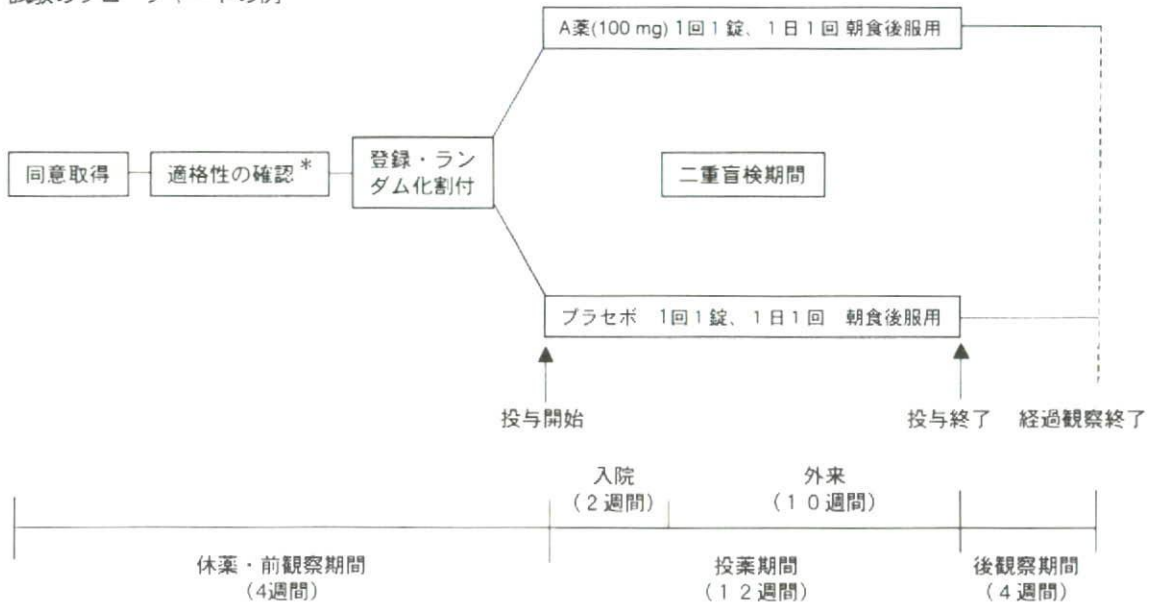 試験のフローチャートの例
A薬(100 mg) 1回1錠、1日1回 朝食後服用
同意取得
適格性の確認*
登録・ラン
ダム化割付
二重盲検期間
プラセボ 1回1錠、1日1回 朝食後服用
投与開始
投与終了
経過観察終了
入院
(2週間)
外来
(10週間)
休薬・前観察期間
(4週間)
投薬期間
(12週間)
後観察期間
(4週間)